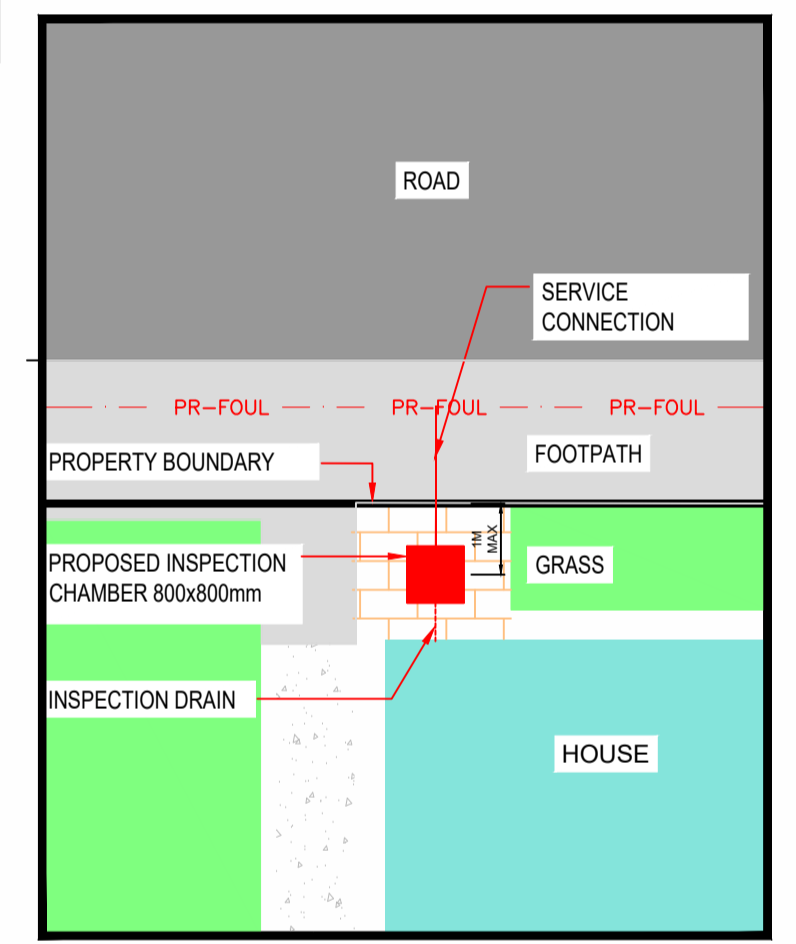 ROAD
SERVICE
CONNECTION
PR-FOUL
PR-FOUL
PR-FOUL
PROPERTY BOUNDARY
FOOTPATH
1M
MAX
PROPOSED INSPECTION
CHAMBER 800x800mm
GRASS
INSPECTION DRAIN
HOUSE